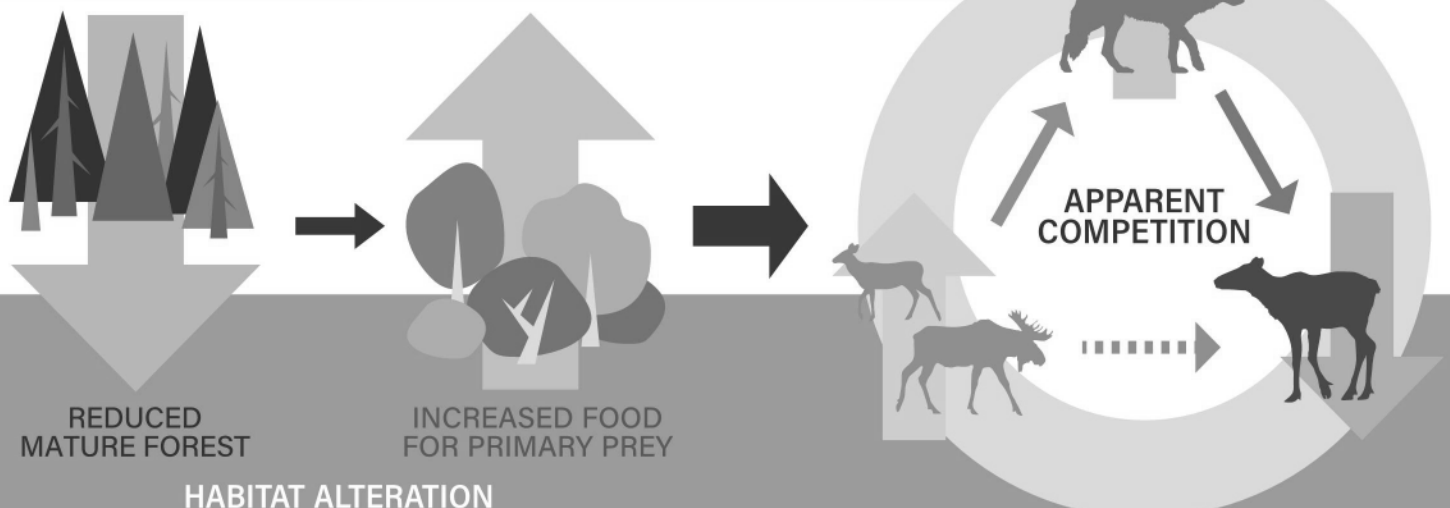 REDUCED
MATURE FOREST
INCREASED FOOD
FOR PRIMARY PREY
HABITAT ALTERATION
APPARENT
COMPETITION